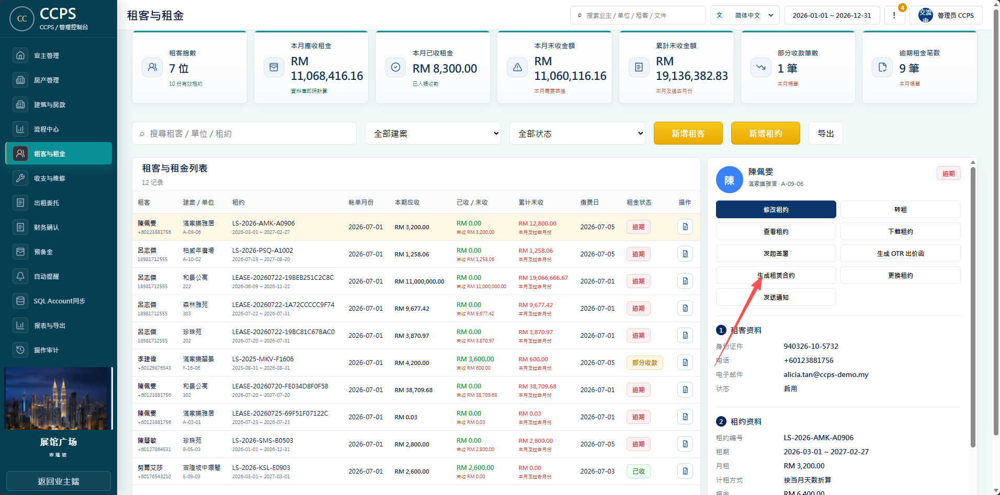 CC
CCPS
CCPS / 管理控制台
业主管理
房产管理
建筑与房款
流程中心
租客与租金
收支与维修
出租委托
财务确认
预备金
自动提醒
SQL Account同步
报表与导出
操作审计
展馆广场
吉隆坡
返回业主端
租客与租金
搜索业主 / 单位 / 租客 / 文件
文 简体中文
2026-01-01 ~ 2026-12-31
! 4
交流电
管理员 CCPS
租客總數
7 位
10 份有效租约
本月應收租金
RM
11,068,416.16
資料庫即時計算
本月已收租金
RM 8,300.00
已入帳收款
本月未收金額
RM
11,060,116.16
本月需要跟進
累計未收金額
RM
19,136,382.83
本月及過去月份
部分收款筆數
1 筆
本月帳單
逾期租金笔数
9 筆
本月帳單
搜尋租客 / 單位 / 租約
全部建案
全部状态
新增租客
新增租约
导出
租客与租金列表
12 记录
租客 建案 / 单位 租约 帐单月份 本期应收 已收 / 未收 累计未收 缴费日 租金状态 操作
陳佩雯 滿家樂雅居 LS-2026-AMK-A0906 2026-07-01 RM 3,200.00 RM 0.00 RM 12,800.00 2026-07-05 逾期
+60123881756 A-09-06 2026-03-01 ~ 2027-02-27 未收 RM 3,200.00 本月及过去月份
呂志傑 柏威年廣場 LS-2026-PSQ-A1002 2026-07-01 RM 1,258.06 RM 0.00 RM 1,258.06 2026-07-05 逾期
18981712555 A-10-02 2026-07-19 ~ 2027-08-20 未收 RM 1,258.06 本月及过去月份
呂志傑 和景公寓 LEASE-20260722-19BEB251C2C8C 2026-07-01 RM 11,000,000.00 RM 0.00 RM 19,066,666.67 2026-07-01 逾期
18981712555 222 2026-06-09 ~ 2026-11-22 未收 RM 11,000,000.00 本月及过去月份
呂志傑 森林雅苑 LEASE-20260722-1A72CCCCC9F74 2026-07-01 RM 9,677.42 RM 0.00 RM 9,677.42 2026-07-01 逾期
18981712555 303 2026-07-22 ~ 2026-07-31 未收 RM 9,677.42 本月及过去月份
呂志傑 珍珠苑 LEASE-20260722-19BC81C67BAC0 2026-07-01 RM 3,870.97 RM 0.00 RM 3,870.97 2026-07-01 逾期
18981712555 202 2026-07-20 ~ 2026-07-31 未收 RM 3,870.97 本月及过去月份
李建偉 滿家樂翠景 LS-2025-MKV-F1606 2026-07-01 RM 4,200.00 RM 3,600.00 RM 600.00 2026-07-05 部分收款
+60129876543 F-16-06 2025-08-31 ~ 2026-08-31 未收 RM 600.00 本月及过去月份
陳佩雯 和景公寓 LEASE-20260720-FE034D8F0F58 2026-07-01 RM 38,709.68 RM 0.00 RM 38,709.68 2026-07-01 逾期
+60123881756 102 2026-07-20 ~ 2027-07-20 未收 RM 38,709.68 本月及过去月份
陳佩雯 滿家樂雅居 LEASE-20260725-69F51F07122C 2026-07-01 RM 0.03 RM 0.00 RM 0.03 2026-07-01 逾期
+60123881756 A-03-01 2026-07-23 ~ 2026-07-23 未收 RM 0.03 本月及过去月份
陳慧敏 珍珠苑 LS-2026-SMS-B0503 2026-07-01 RM 2,800.00 RM 0.00 RM 2,800.00 2026-07-05 逾期
+60127864531 B-05-03 2026-01-01 ~ 2026-12-31 未收 RM 2,800.00 本月及过去月份
努爾艾莎 吉隆坡中環閣 LS-2026-KSL-E0903 2026-07-01 RM 2,600.00 RM 2,600.00 RM 0.00 2026-07-03 已收
+60176543210 E-09-03 2026-03-01 ~ 2027-03-01 未收 RM 0.00 本月及过去月份
陳
陳佩雯
滿家樂雅居 · A-09-06
逾期
修改租约
转租
查看租约
下载租约
发起签署
生成 OTR 出价函
生成租赁合约
更换租约
发送通知
1 租客资料
身份证件 940326-10-5732
电话 +60123881756
电子邮件 alicia.tan@ccps-demo.my
状态 启用
2 租约资料
租约编号 LS-2026-AMK-A0906
租期 2026-03-01 ~ 2027-02-27
月租 RM 3,200.00
计租方式 按当月天数折算
押金 RM 6,400.00